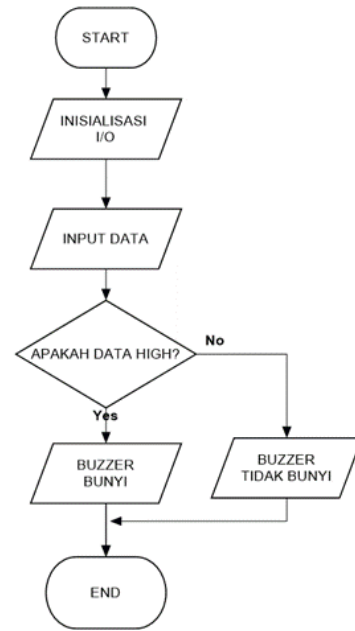 START
INISIALISASI
I/O
INPUT DATA
APAKAH DATA HIGH?
No
Yes
BUZZER
BUNYI
BUZZER
TIDAK BUNYI
END